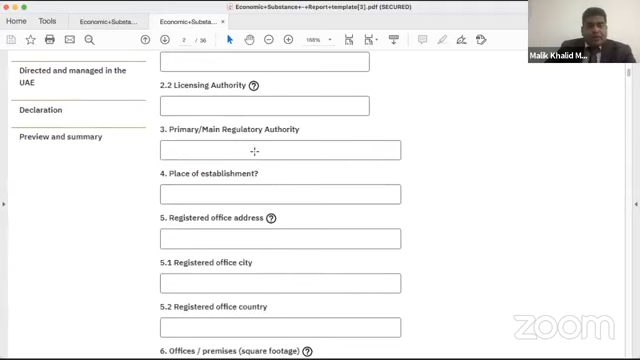 Economic+Substance+-+Report+template[3].pdf (SECURED)
Home
Tools
Economic+Substa...
Economic+Substa...
2 / 36
166%
Directed and managed in the
UAE
Declaration
Preview and summary
2.2 Licensing Authority ?
3. Primary/Main Regulatory Authority
4. Place of establishment?
5. Registered office address ?
5.1 Registered office city
5.2 Registered office country
6. Offices / premises (square footage) ?
Malik Khalid M...
zoom